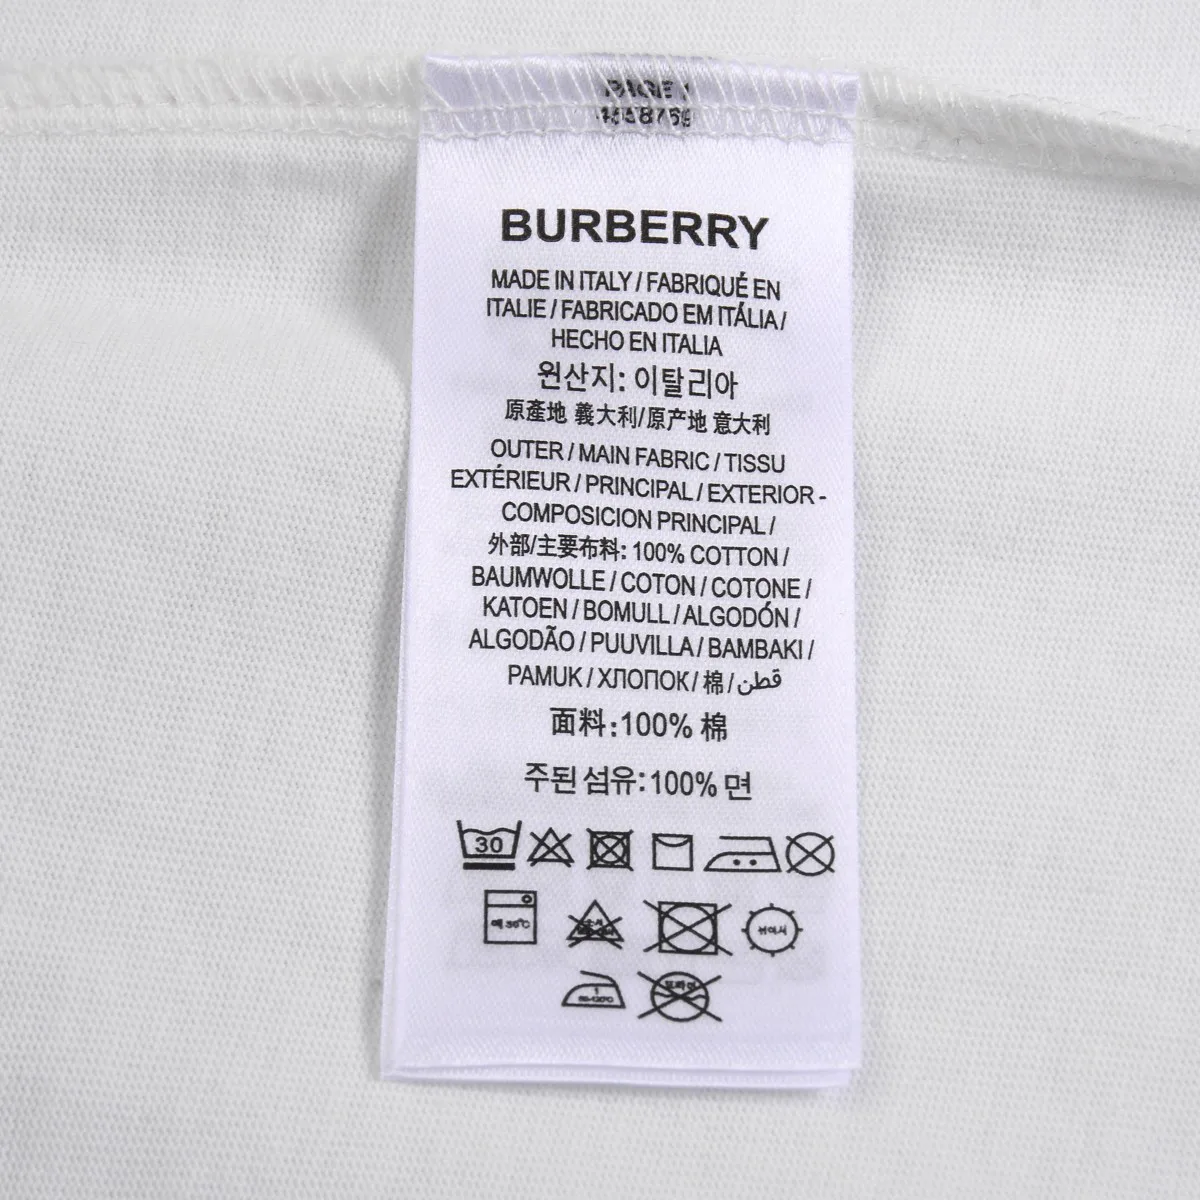 PAGE 1
BURBERRY
MADE IN ITALY / FABRIQUÉ EN
ITALIE / FABRICADO EM ITÁLIA /
HECHO EN ITALIA
원산지: 이탈리아
原產地 義大利/原产地 意大利
OUTER / MAIN FABRIC / TISSU
EXTÉRIEUR / PRINCIPAL / EXTERIOR -
COMPOSICION PRINCIPAL /
外部/主要布料: 100% COTTON /
BAUMWOLLE / COTON / COTONE /
KATOEN / BOMULL / ALGODÓN /
ALGODÃO / PUUVILLA / BAMBAKI /
PAMUK / ХЛОПОК / 棉 / قطن
面料:100% 棉
주된 섬유:100% 면
30